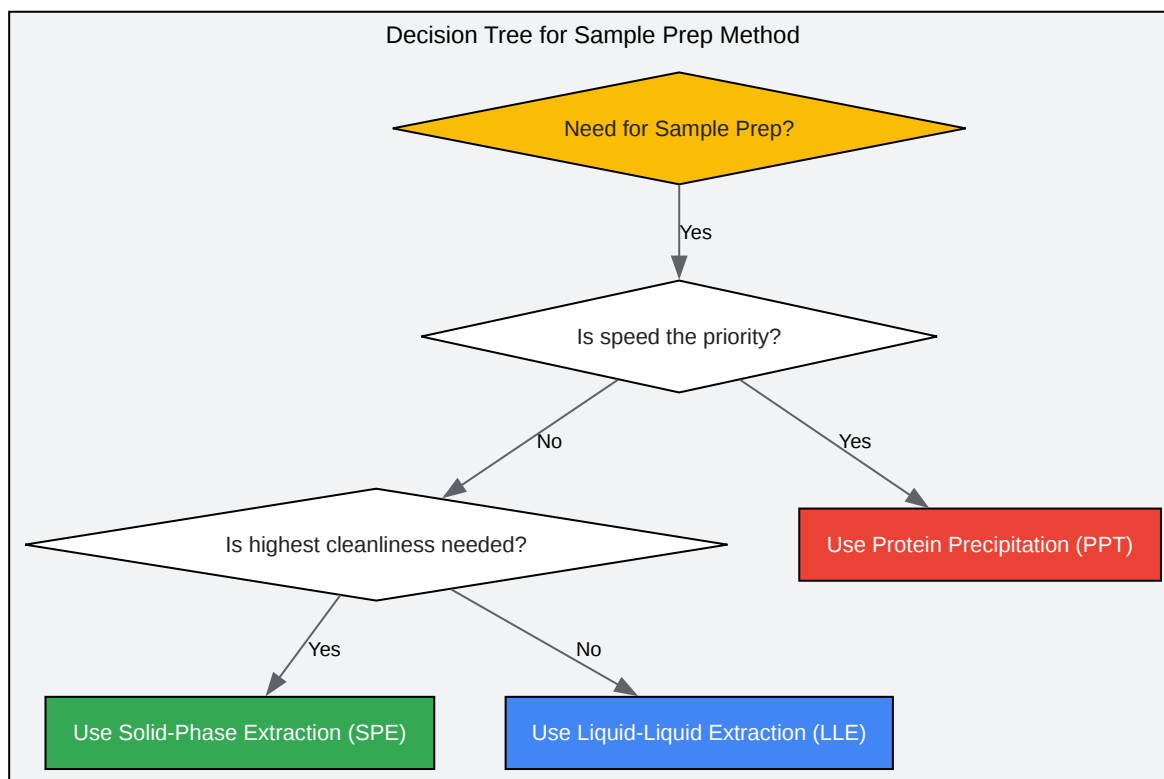 Decision Tree for Sample Prep Method
Need for Sample Prep?
Yes
Is speed the priority?
No
Yes
Is highest cleanliness needed?
Use Protein Precipitation (PPT)
Yes
No
Use Solid-Phase Extraction (SPE)
Use Liquid-Liquid Extraction (LLE)